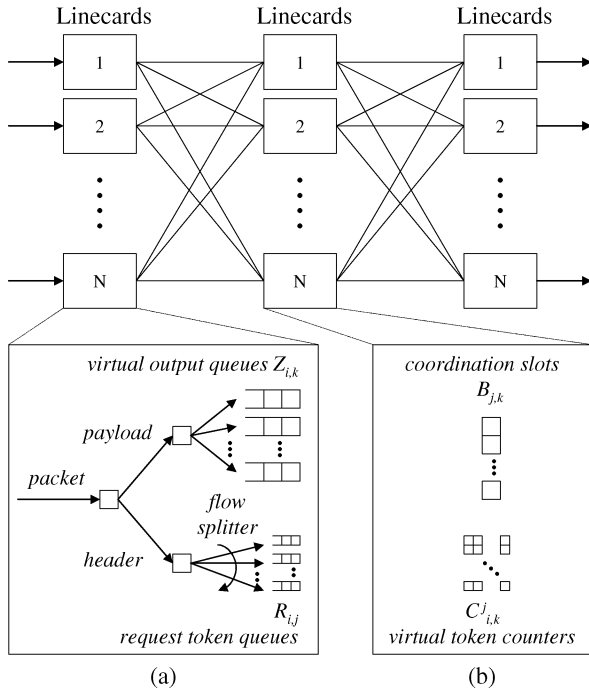 Linecards Linecards Linecards
1 1 1
2 2 2
N N N
virtual output queues Z_{i,k}
payload
packet
flow
splitter
header
R_{i,j}
request token queues
(a)
coordination slots
B_{j,k}
C^{j}_{i,k}
virtual token counters
(b)